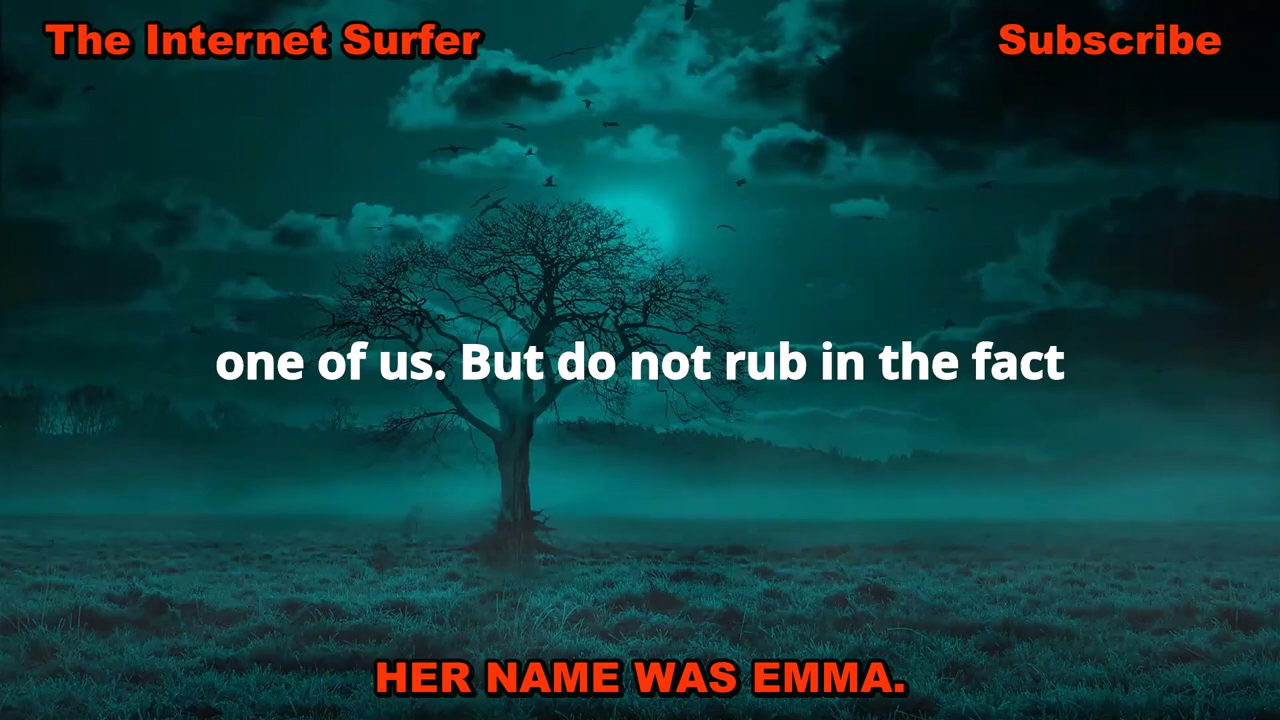 The Internet Surfer
Subscribe
one of us. But do not rub in the fact
HER NAME WAS EMMA.